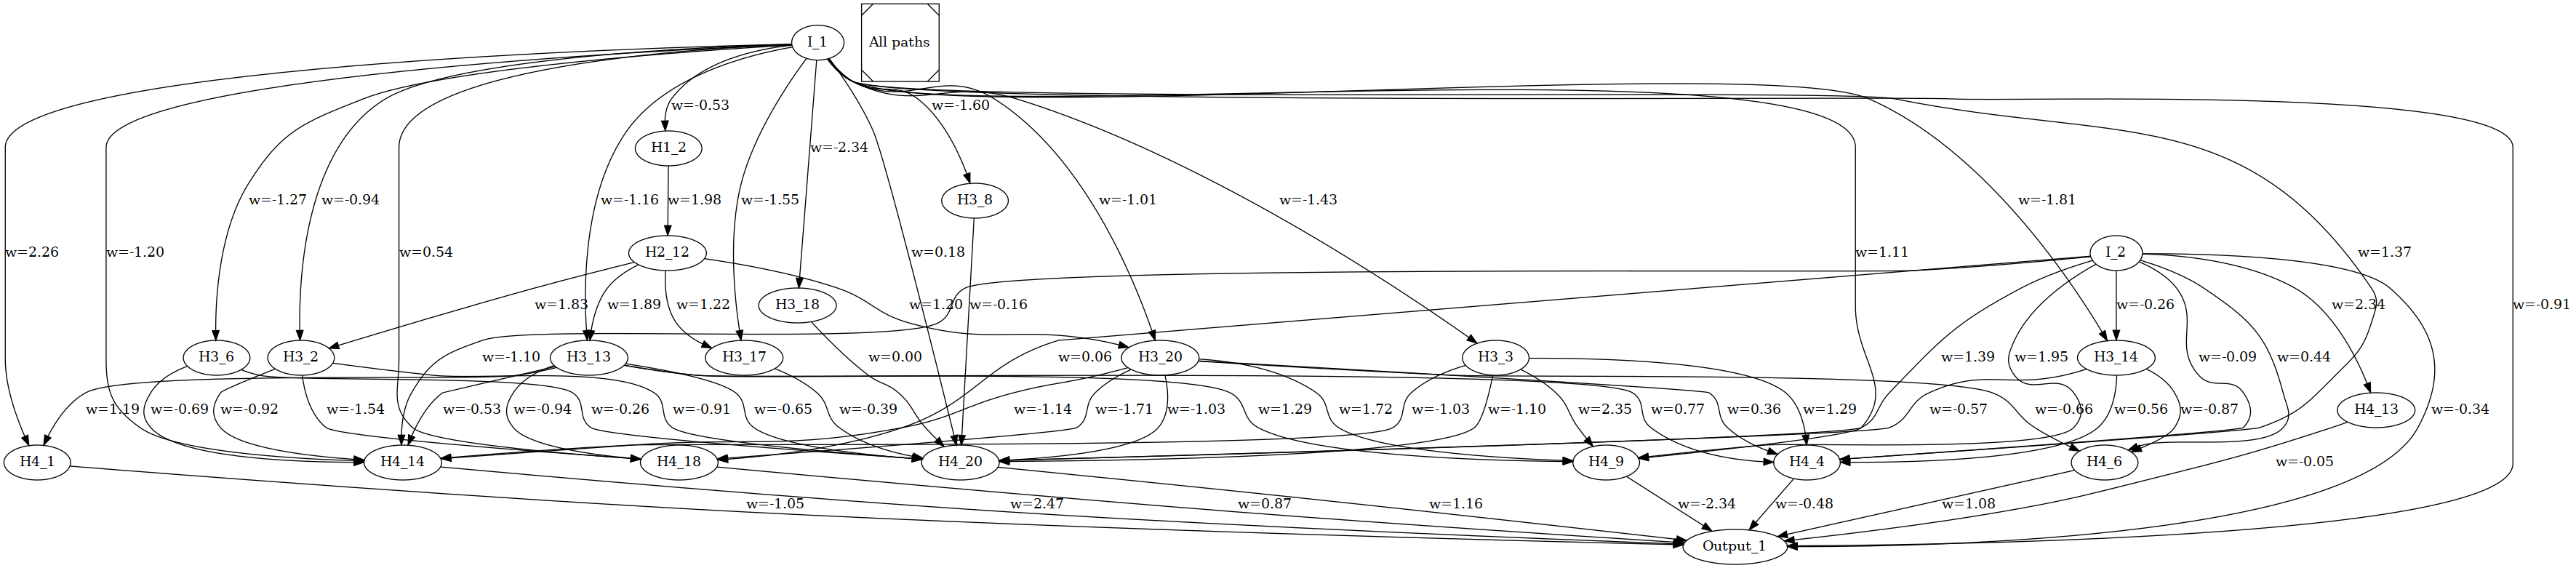 I_1
All paths
w=-0.53
w=-1.60
H1_2
w=-2.34
w=-1.27
w=-0.94
w=-1.16
w=1.98
w=-1.55
H3_8
w=-1.01
w=-1.43
w=-1.81
w=2.26
w=-1.20
w=0.54
H2_12
w=0.18
w=1.11
I_2
w=1.37
w=1.83
w=1.89
w=1.22
H3_18
w=1.20
w=-0.16
w=-0.26
w=2.34
w=-0.91
H3_6
H3_2
w=-1.10
H3_13
H3_17
w=0.00
w=0.06
H3_20
H3_3
w=1.39
w=1.95
H3_14
w=-0.09
w=0.44
w=1.19
w=-0.69
w=-0.92
w=-1.54
w=-0.53
w=-0.94
w=-0.26
w=-0.91
w=-0.65
w=-0.39
w=-1.14
w=-1.71
w=-1.03
w=1.29
w=1.72
w=-1.03
w=-1.10
w=2.35
w=0.77
w=0.36
w=1.29
w=-0.57
w=-0.66
w=0.56
w=-0.87
H4_13
w=-0.34
H4_1
H4_14
H4_18
H4_20
H4_9
H4_4
H4_6
w=-0.05
w=-1.05
w=2.47
w=0.87
w=1.16
w=-2.34
w=-0.48
w=1.08
Output_1